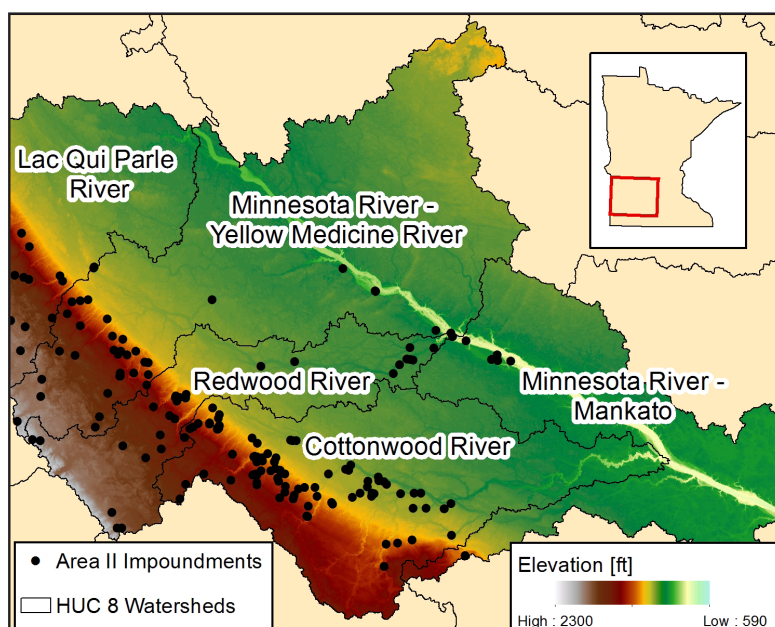 Lac Qui Parle
River
Minnesota River -
Yellow Medicine River
Redwood River
Minnesota River -
Mankato
Cottonwood River
Area II Impoundments
HUC 8 Watersheds
Elevation [ft]
High : 2300 Low : 590